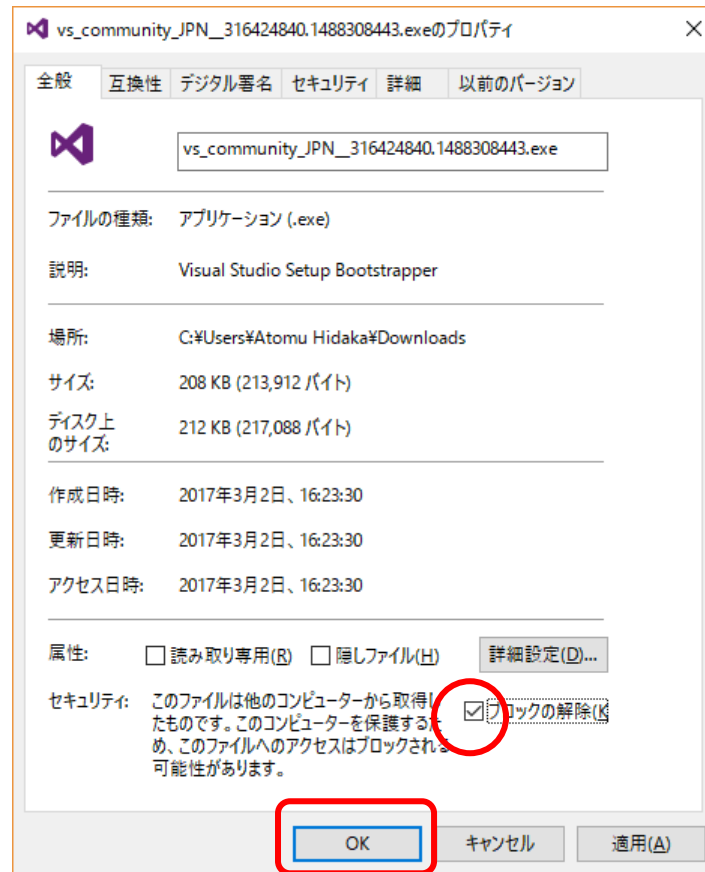 vs_community_JPN__316424840.1488308443.exeのプロパティ
全般 互換性 デジタル署名 セキュリティ 詳細 以前のバージョン
vs_community_JPN__316424840.1488308443.exe
ファイルの種類: アプリケーション (.exe)
説明: Visual Studio Setup Bootstrapper
場所: C:¥Users¥Atomu Hidaka¥Downloads
サイズ: 208 KB (213,912 バイト)
ディスク上
のサイズ: 212 KB (217,088 バイト)
作成日時: 2017年3月2日、16:23:30
更新日時: 2017年3月2日、16:23:30
アクセス日時: 2017年3月2日、16:23:30
属性: 読み取り専用(R) 隠しファイル(H) 詳細設定(D)...
セキュリティ: このファイルは他のコンピューターから取得し
たものです。このコンピューターを保護するた
め、このファイルへのアクセスはブロックされる
可能性があります。
ブロックの解除(K
OK キャンセル 適用(A)